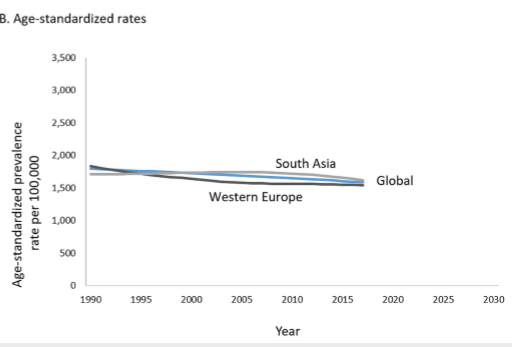 B. Age-standardized rates
Age-standardized prevalence
rate per 100,000
3,500
3,000
2,500
2,000
1,500
1,000
500
0
South Asia
Global
Western Europe
1990 1995 2000 2005 2010 2015 2020 2025 2030
Year